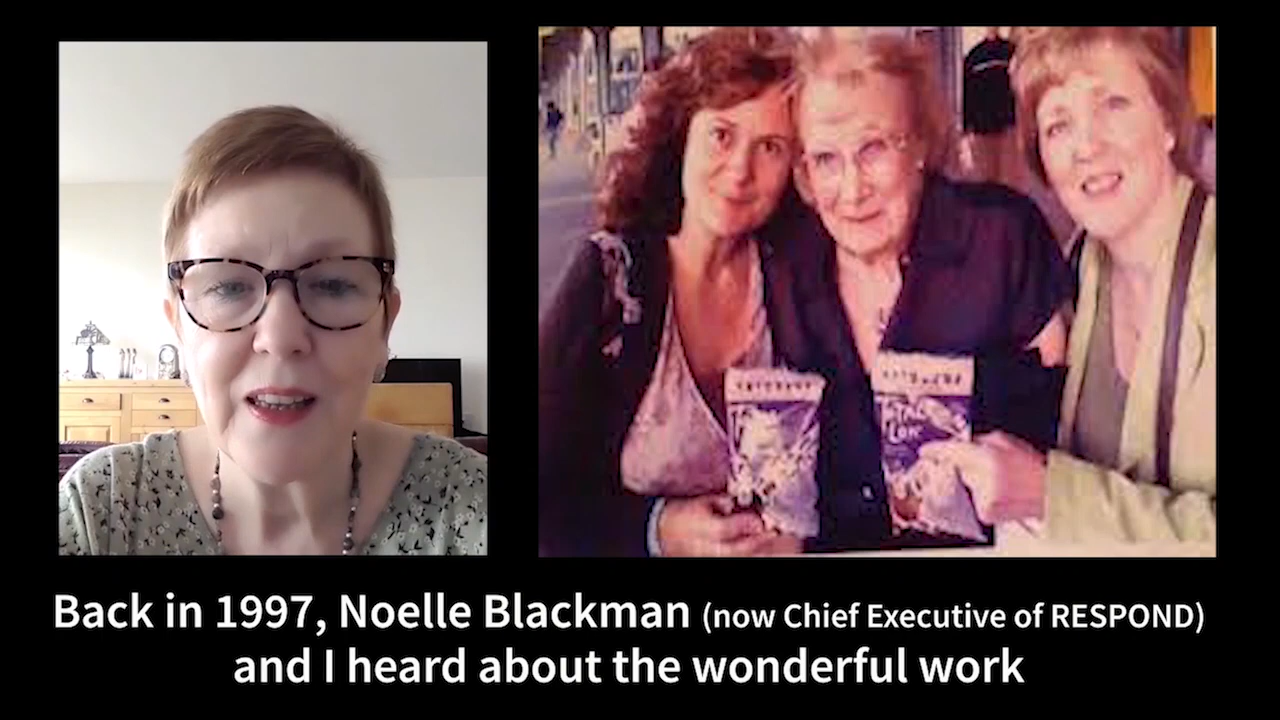 Back in 1997, Noelle Blackman (now Chief Executive of RESPOND)
and I heard about the wonderful work